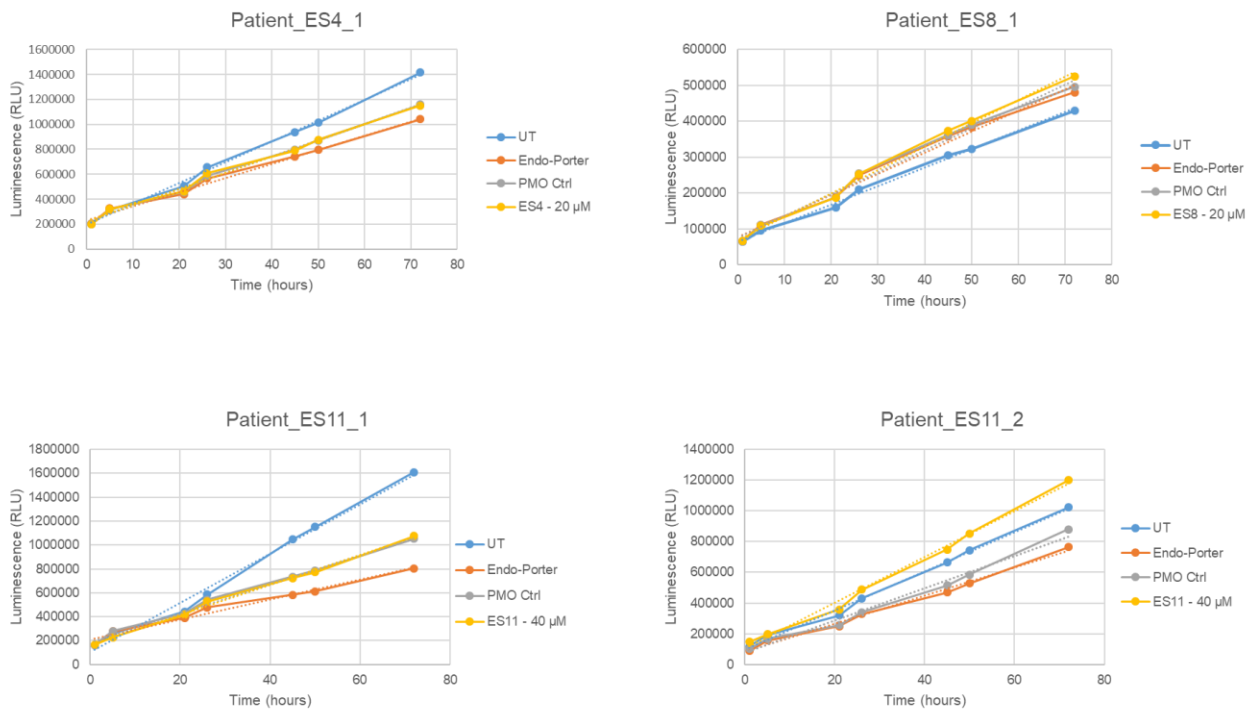 Patient_ES4_1
Luminescence (RLU)
1600000
1400000
1200000
1000000
800000
600000
400000
200000
0
0 10 20 30 40 50 60 70 80
Time (hours)
UT
Endo-Porter
PMO Ctrl
ES4 - 20 µM
Patient_ES8_1
Luminescence (RLU)
600000
500000
400000
300000
200000
100000
0
0 10 20 30 40 50 60 70 80
Time (hours)
UT
Endo-Porter
PMO Ctrl
ES8 - 20 µM
Patient_ES11_1
Luminescence (RLU)
1800000
1600000
1400000
1200000
1000000
800000
600000
400000
200000
0
0 20 40 60 80
Time (hours)
UT
Endo-Porter
PMO Ctrl
ES11 - 40 µM
Patient_ES11_2
Luminescence (RLU)
1400000
1200000
1000000
800000
600000
400000
200000
0
0 20 40 60 80
Time (hours)
UT
Endo-Porter
PMO Ctrl
ES11 - 40 µM